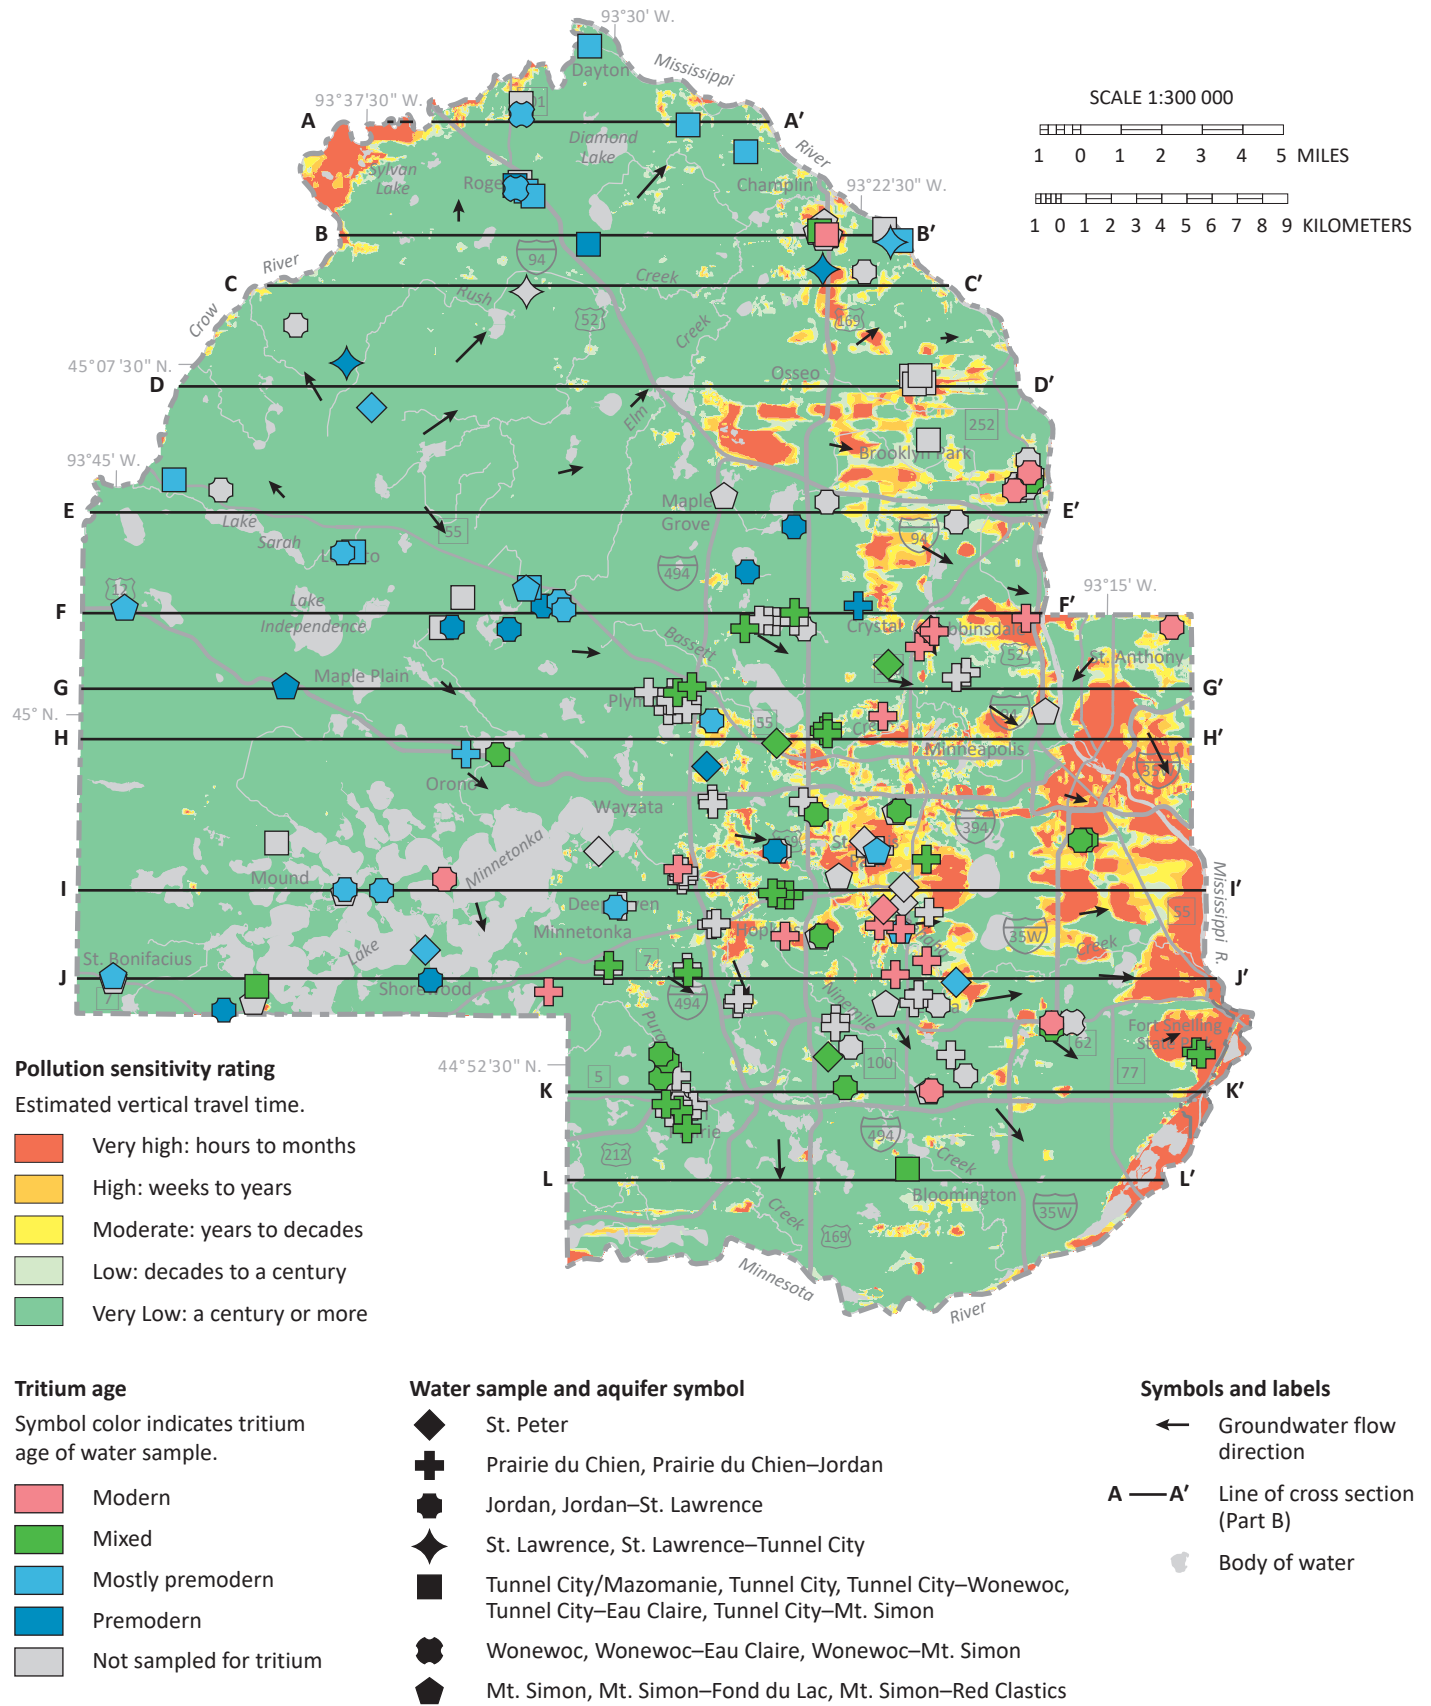 93°30' W.
Dayton
Mississippi
93°37'30" W.
101
A
A'
Diamond
Lake
River
SCALE 1:300 000
1 0 1 2 3 4 5 MILES
1 0 1 2 3 4 5 6 7 8 9 KILOMETERS
Sylvan
Lake
Champlin
93°22'30" W.
B
B'
River
94
C
Creek
C'
Rush
Crow
52
169
Creek
45°07'30" N.
D
Osseo
D'
Elm
252
93°45' W.
Brooklyn Park
Maple
Grove
E
E'
Lake
Sarah
55
94
494
12
93°15' W.
F
Lake
Independence
F'
Crystal
Bassett
52
St. Anthony
Maple Plain
G
G'
45° N.
55
H
H'
Minneapolis
Orono
Wayzata
394
Minnetonka
Mound
I
I'
Mississippi R.
55
Minnetonka
35W
Creek
Lake
St. Bonifacius
7
J
J'
7
Shorewood
494
Ninemile
Fort Snelling
State Park
62
100
77
44°52'30" N.
5
K
K'
494
212
Creek
L
L'
Bloomington
Creek
35W
169
Minnesota
River
Pollution sensitivity rating
Estimated vertical travel time.
Very high: hours to months
High: weeks to years
Moderate: years to decades
Low: decades to a century
Very Low: a century or more
Tritium age
Symbol color indicates tritium
age of water sample.
Modern
Mixed
Mostly premodern
Premodern
Not sampled for tritium
Water sample and aquifer symbol
St. Peter
Prairie du Chien, Prairie du Chien–Jordan
Jordan, Jordan–St. Lawrence
St. Lawrence, St. Lawrence–Tunnel City
Tunnel City/Mazomanie, Tunnel City, Tunnel City–Wonewoc,
Tunnel City–Eau Claire, Tunnel City–Mt. Simon
Wonewoc, Wonewoc–Eau Claire, Wonewoc–Mt. Simon
Mt. Simon, Mt. Simon–Fond du Lac, Mt. Simon–Red Clastics
Symbols and labels
Groundwater flow
direction
A
A'
Line of cross section
(Part B)
Body of water